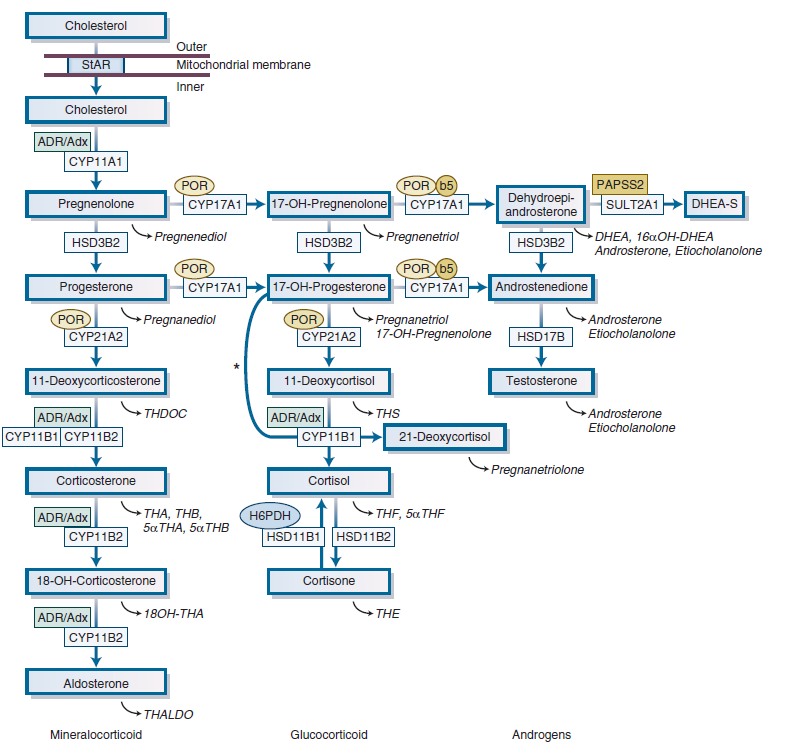 Cholesterol
Outer
StAR
Mitochondrial membrane
Inner
Cholesterol
ADR/Adx
CYP11A1
POR
POR
b5
PAPSS2
Pregnenolone
CYP17A1
17-OH-Pregnenolone
CYP17A1
Dehydroepi-
androsterone
SULT2A1
DHEA-S
HSD3B2
Pregnenediol
HSD3B2
Pregnenetriol
HSD3B2
DHEA, 16αOH-DHEA
Androsterone, Etiocholanolone
POR
POR
b5
Progesterone
CYP17A1
17-OH-Progesterone
CYP17A1
Androstenedione
POR
CYP21A2
Pregnanediol
POR
CYP21A2
Pregnanetriol
17-OH-Pregnenolone
HSD17B
Androsterone
Etiocholanolone
*
11-Deoxycorticosterone
11-Deoxycortisol
Testosterone
ADR/Adx
CYP11B1
CYP11B2
THDOC
ADR/Adx
CYP11B1
THS
21-Deoxycortisol
Androsterone
Etiocholanolone
Pregnanetriolone
Corticosterone
Cortisol
ADR/Adx
CYP11B2
THA, THB,
5αTHA, 5αTHB
H6PDH
HSD11B1
HSD11B2
THF, 5αTHF
18-OH-Corticosterone
Cortisone
ADR/Adx
CYP11B2
18OH-THA
THE
Aldosterone
THALDO
Mineralocorticoid
Glucocorticoid
Androgens